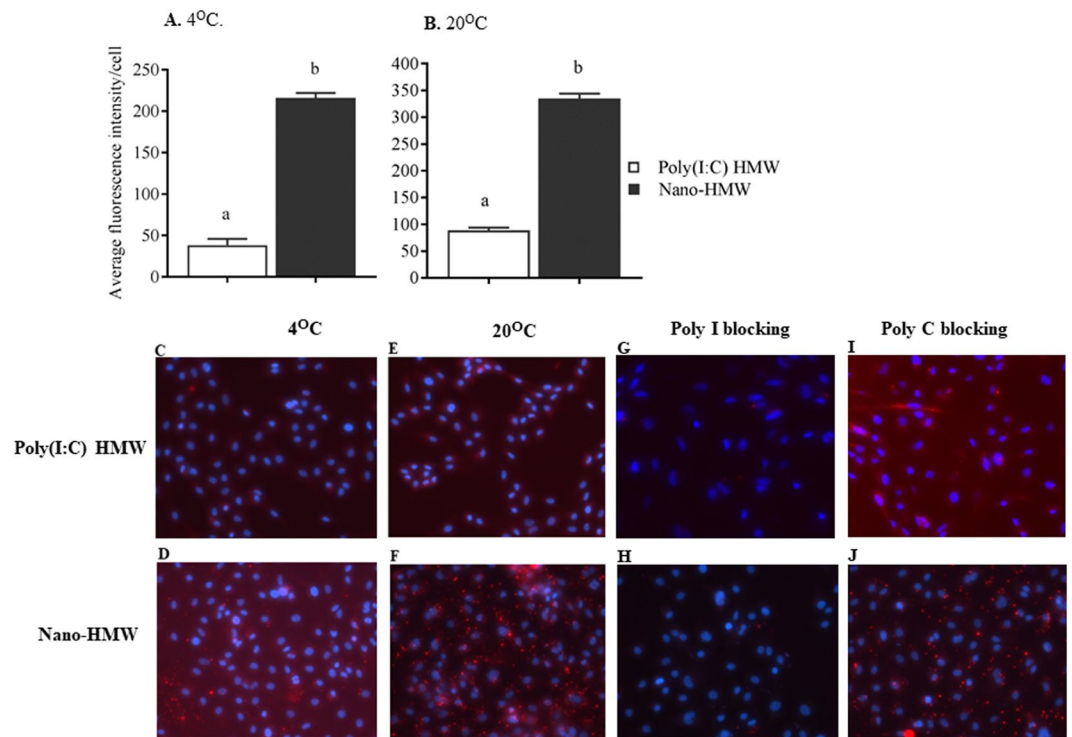 A. 4ᴼC.
B. 20ᴼC
Average fluorescence intensity/cell
250
200
150
100
50
0
a
b
400
350
300
250
200
150
100
50
0
a
b
Poly(I:C) HMW
Nano-HMW
4ᴼC
20ᴼC
Poly I blocking
Poly C blocking
C
E
G
I
Poly(I:C) HMW
D
F
H
J
Nano-HMW